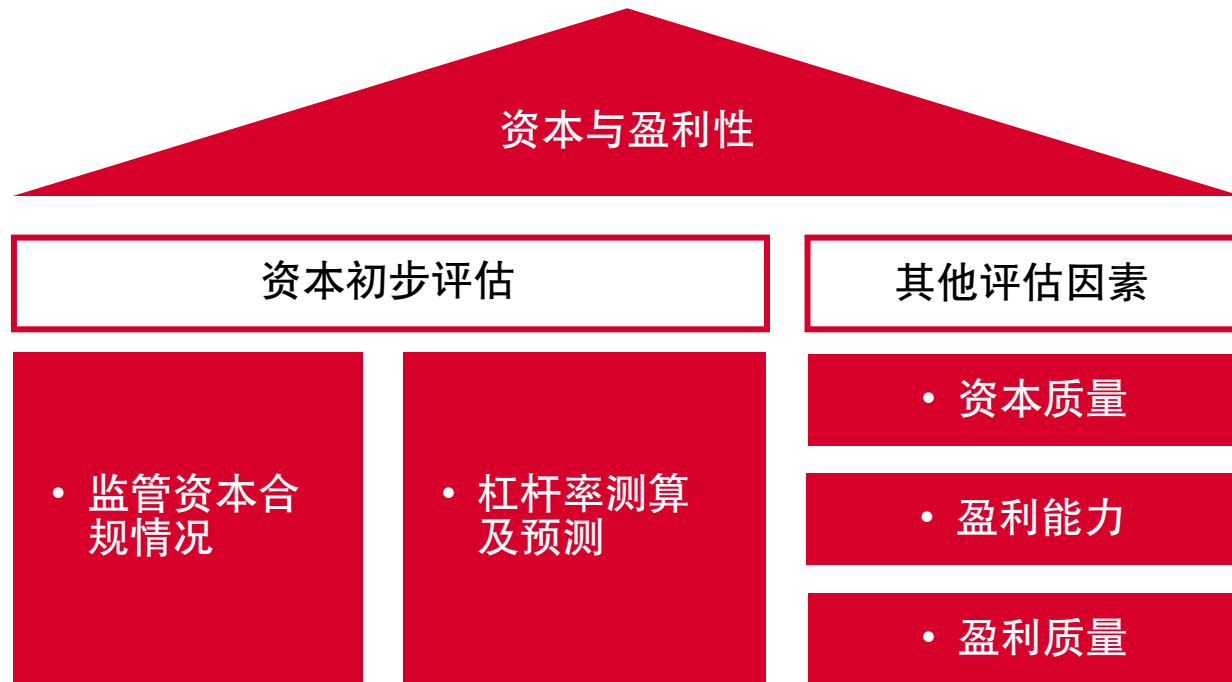 资本与盈利性
资本初步评估
其他评估因素
• 监管资本合
规情况
• 杠杆率测算
及预测
• 资本质量
• 盈利能力
• 盈利质量